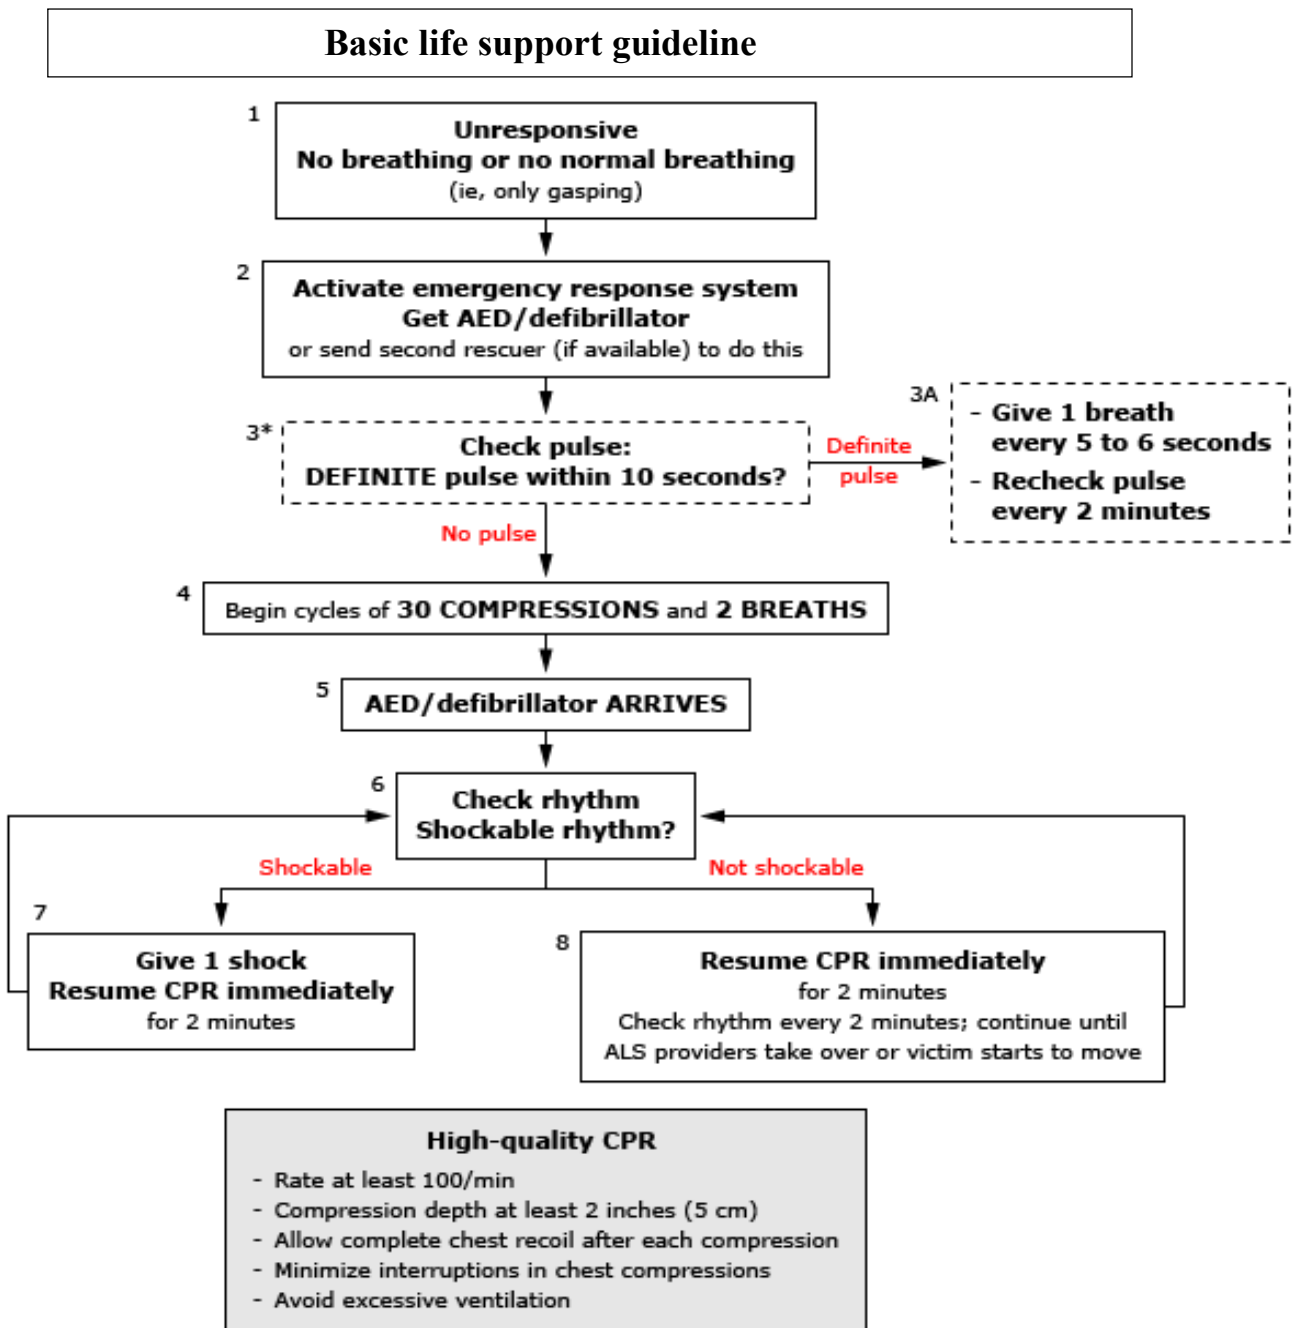 Basic life support guideline
1
Unresponsive
No breathing or no normal breathing
(ie, only gasping)
2
Activate emergency response system
Get AED/defibrillator
or send second rescuer (if available) to do this
3*
Check pulse:
DEFINITE pulse within 10 seconds?
Definite
pulse
3A
- Give 1 breath
every 5 to 6 seconds
- Recheck pulse
every 2 minutes
No pulse
4
Begin cycles of 30 COMPRESSIONS and 2 BREATHS
5
AED/defibrillator ARRIVES
6
Check rhythm
Shockable rhythm?
Shockable
Not shockable
7
Give 1 shock
Resume CPR immediately
for 2 minutes
8
Resume CPR immediately
for 2 minutes
Check rhythm every 2 minutes; continue until
ALS providers take over or victim starts to move
High-quality CPR
- Rate at least 100/min
- Compression depth at least 2 inches (5 cm)
- Allow complete chest recoil after each compression
- Minimize interruptions in chest compressions
- Avoid excessive ventilation